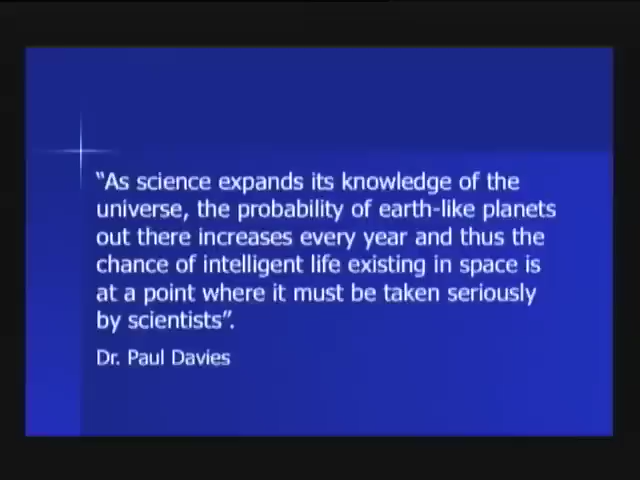 “As science expands its knowledge of the
universe, the probability of earth-like planets
out there increases every year and thus the
chance of intelligent life existing in space is
at a point where it must be taken seriously
by scientists”.
Dr. Paul Davies